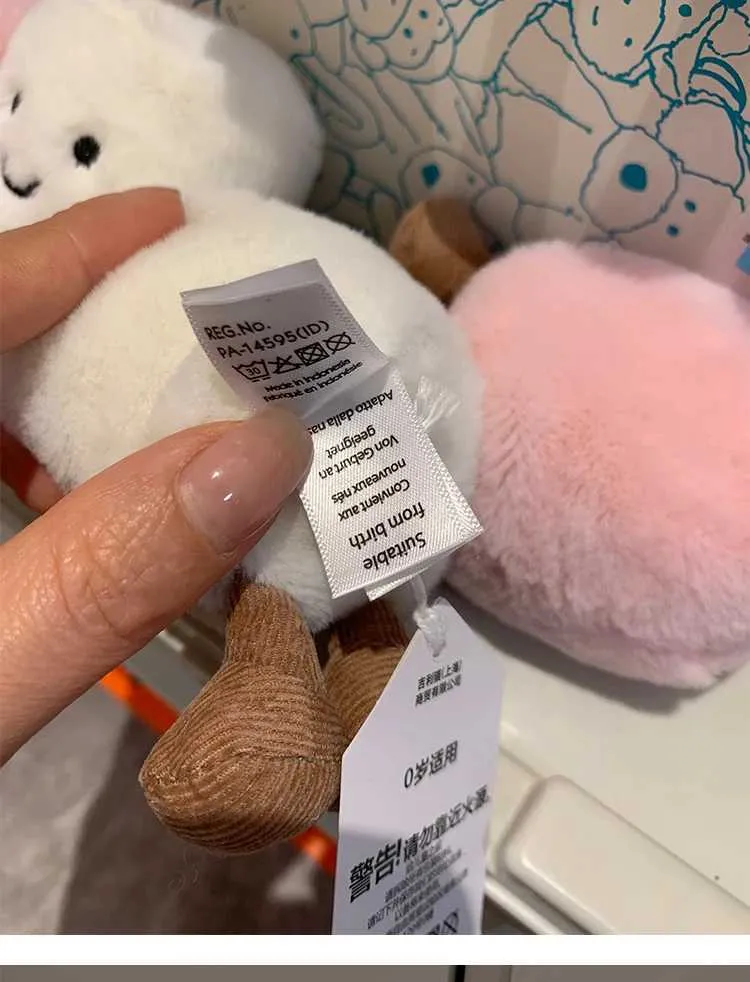 REG.No.
PA-14595(ID)
30
Made in Indonesia
Fabriqué en Indonésie
Suitable
from birth
Convient aux
nouveaux nés
Von Geburt an
geeignet
Adatto dalla nas
吉利猫(上海)
商贸有限公司
0岁适用
警告!请勿靠近火源